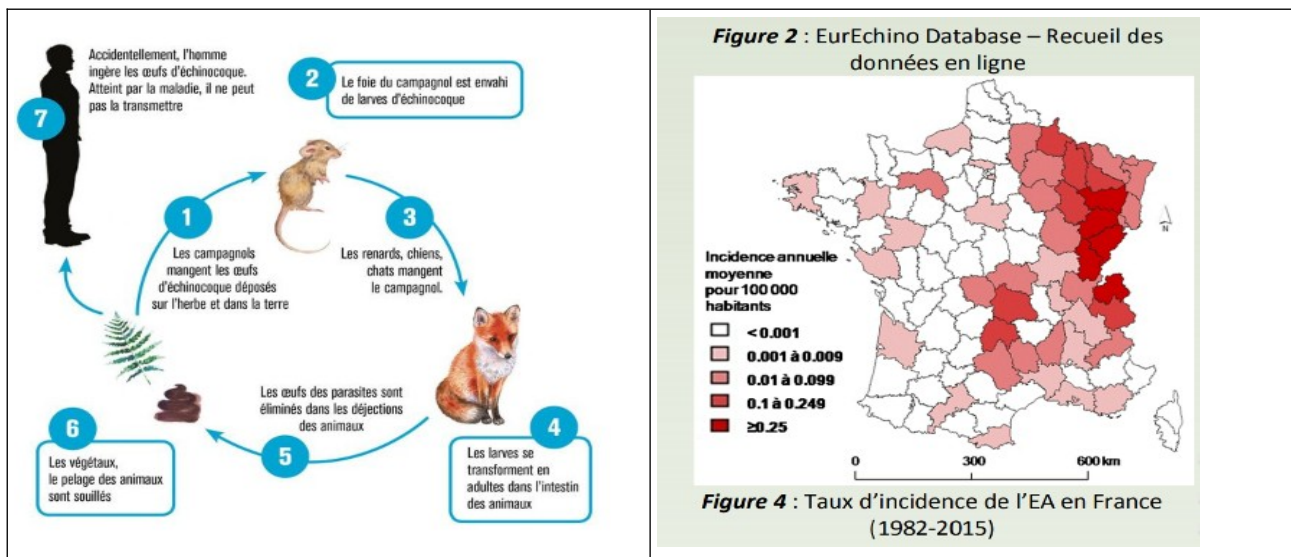 Accidentellement, l'homme
ingère les œufs d'échinocoque.
Atteint par la maladie, il ne peut
pas la transmettre
7
2
Le foie du campagnol est envahi
de larves d'échinocoque
1
Les campagnols
mangent les œufs
d'échinocoque déposés
sur l'herbe et dans la terre
3
Les renards, chiens,
chats mangent
le campagnol.
4
Les larves se
transforment en
adultes dans l'intestin
des animaux
Les œufs des parasites sont
éliminés dans les déjections
des animaux
5
6
Les végétaux,
le pelage des animaux
sont souillés
Figure 2 : EurEchino Database – Recueil des
données en ligne
N
Incidence annuelle
moyenne
pour 100 000
habitants
< 0.001
0.001 à 0.009
0.01 à 0.099
0.1 à 0.249
≥0.25
0 300 600 km
Figure 4 : Taux d'incidence de l'EA en France
(1982-2015)